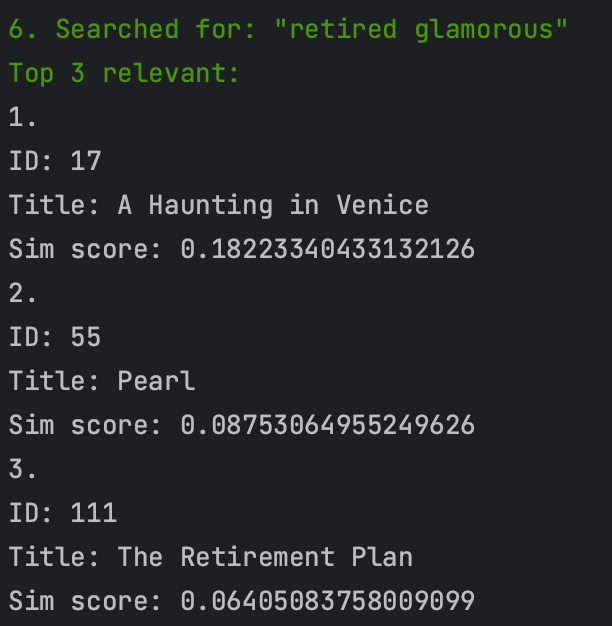 6. Searched for: "retired glamorous"
Top 3 relevant:
1.
ID: 17
Title: A Haunting in Venice
Sim score: 0.18223340433132126
2.
ID: 55
Title: Pearl
Sim score: 0.08753064955249626
3.
ID: 111
Title: The Retirement Plan
Sim score: 0.06405083758009099